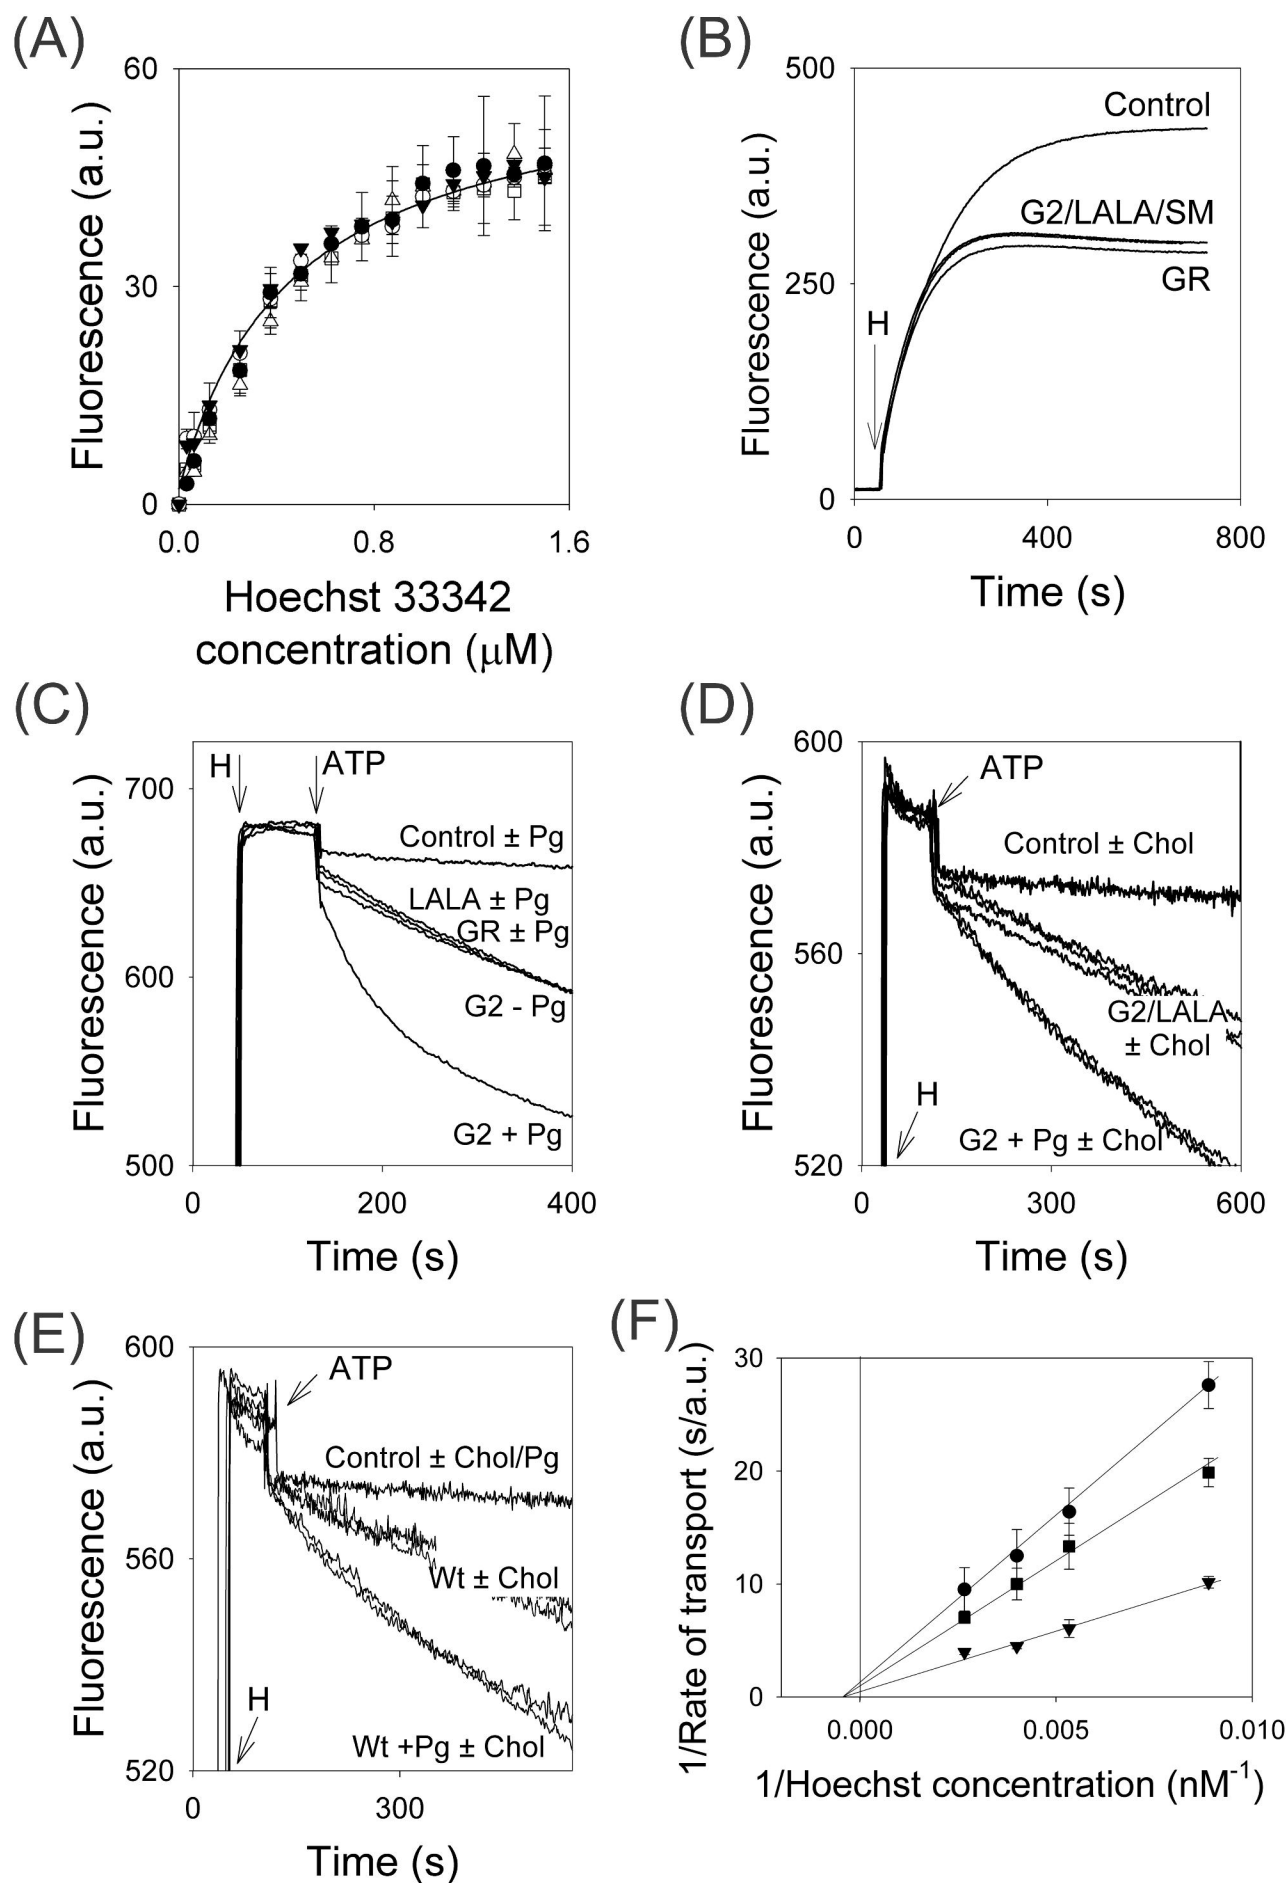 (A)
60
30
0
0.0
0.8
1.6
Fluorescence (a.u.)
Hoechst 33342
concentration (μM)
(B)
500
250
0
0
400
800
Fluorescence (a.u.)
Time (s)
Control
G2/LALA/SM
GR
H
(C)
700
600
500
0
200
400
Fluorescence (a.u.)
Time (s)
H
ATP
Control ± Pg
LALA ± Pg
GR ± Pg
G2 - Pg
G2 + Pg
(D)
600
560
520
0
300
600
Fluorescence (a.u.)
Time (s)
ATP
Control ± Chol
G2/LALA
± Chol
H
G2 + Pg ± Chol
(E)
600
560
520
0
300
Fluorescence (a.u.)
Time (s)
ATP
Control ± Chol/Pg
Wt ± Chol
H
Wt +Pg ± Chol
(F)
30
20
10
0
0.000
0.005
0.010
1/Rate of transport (s/a.u.)
1/Hoechst concentration (nM⁻¹)